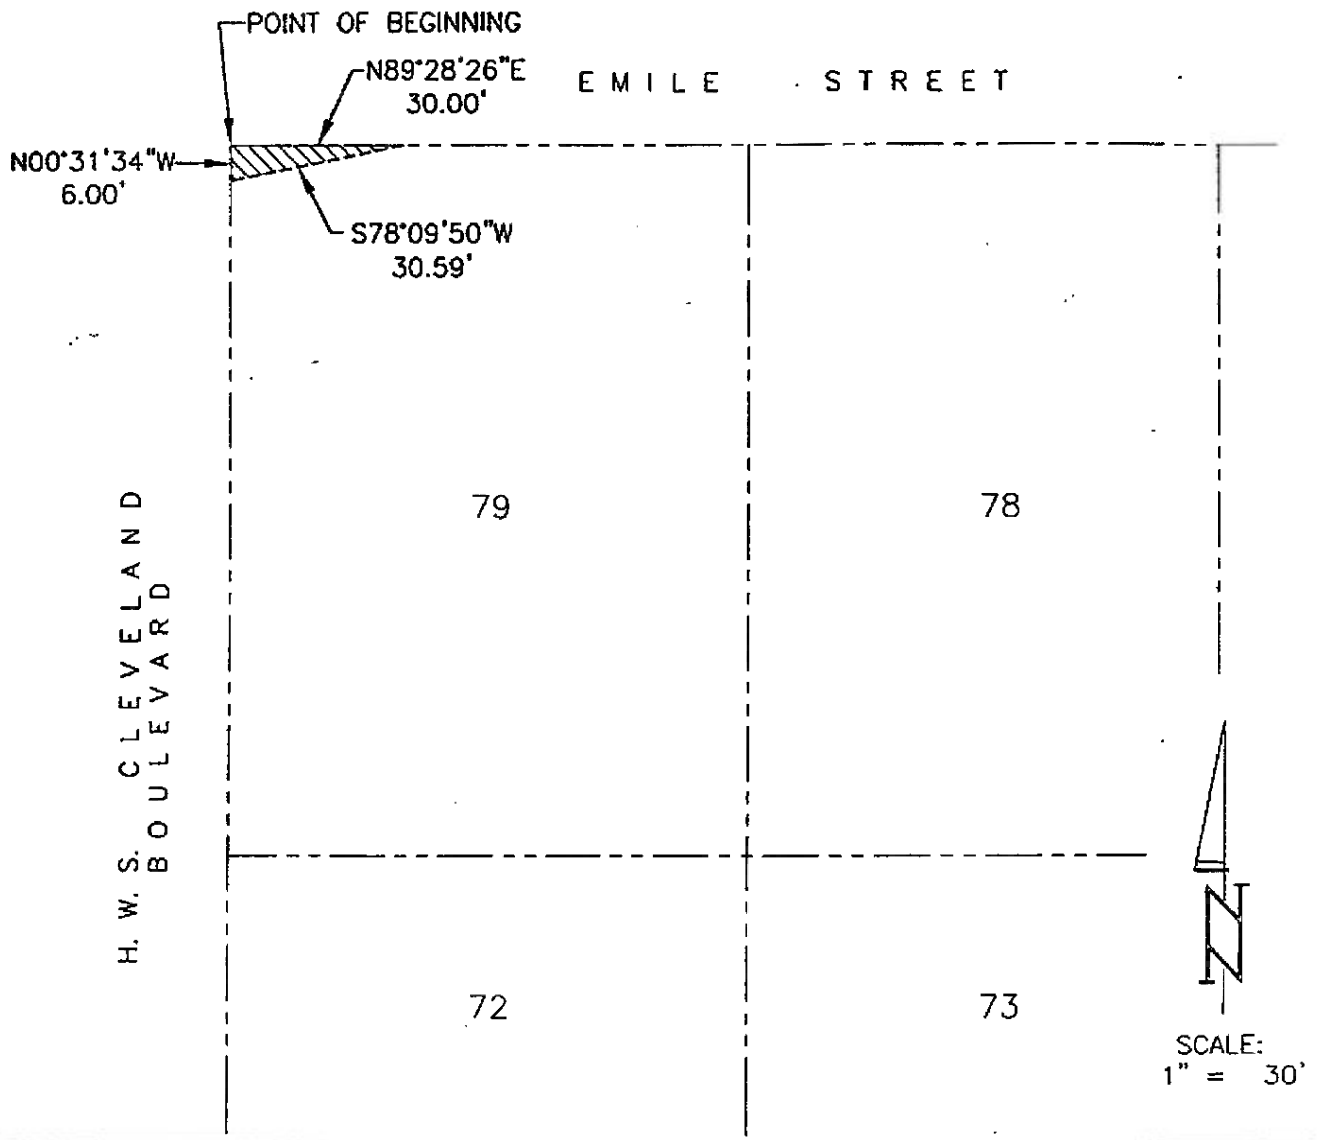 POINT OF BEGINNING
N89°28'26"E
30.00'
EMILE STREET
N00°31'34"W
6.00'
S78°09'50"W
30.59'
79
78
H. W. S. CLEVELAND
BOULEVARD
72
73
N
SCALE:
1" = 30'